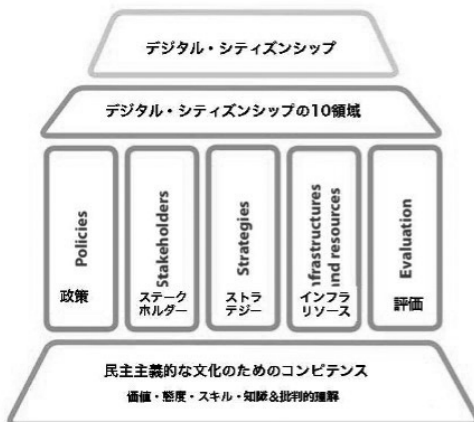 デジタル・シティズンシップ
デジタル・シティズンシップの10領域
Policies
政策
Stakeholders
ステーク
ホルダー
Strategies
ストラ
テジー
nfrastructures
nd resources
インフラ
リソース
Evaluation
評価
民主主義的な文化のためのコンピテンス
価値・態度・スキル・知識&批判的理解